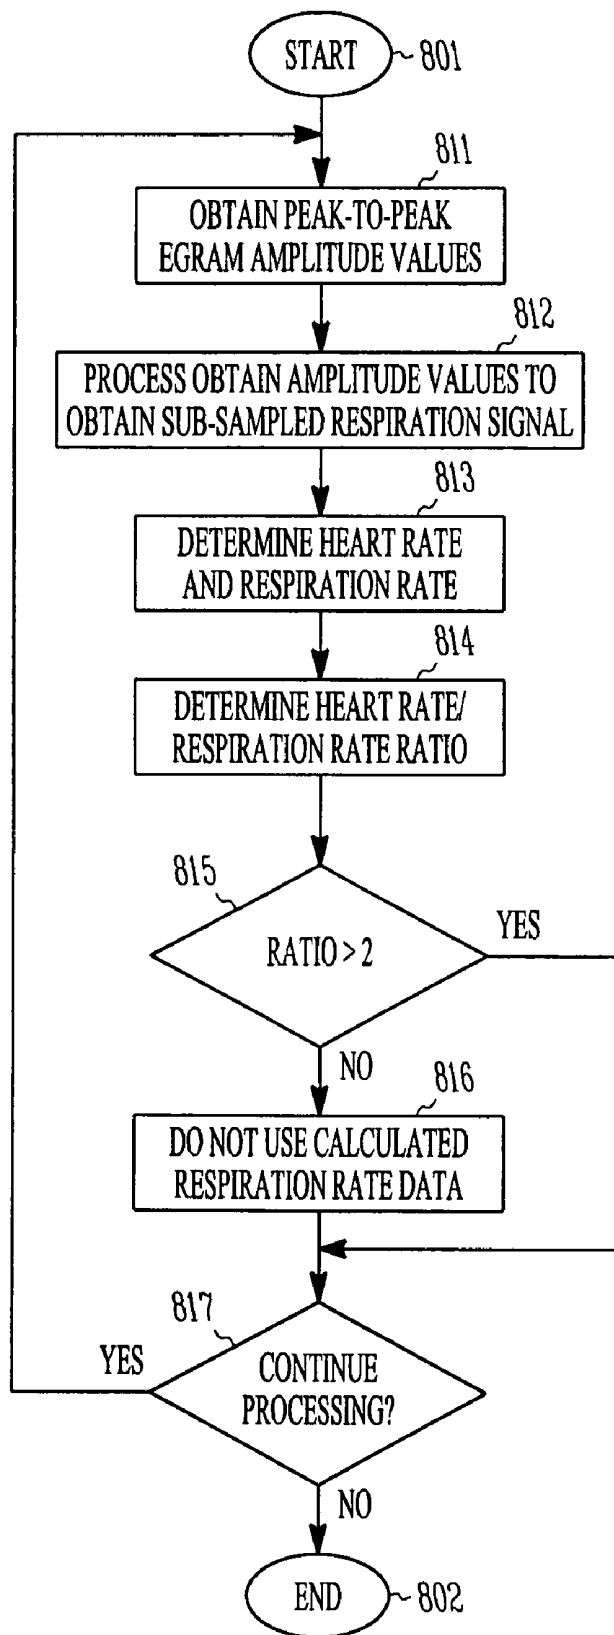 START
801
811
OBTAIN PEAK-TO-PEAK
EGRAM AMPLITUDE VALUES
812
PROCESS OBTAIN AMPLITUDE VALUES TO
OBTAIN SUB-SAMPLED RESPIRATION SIGNAL
813
DETERMINE HEART RATE
AND RESPIRATION RATE
814
DETERMINE HEART RATE/
RESPIRATION RATE RATIO
815
RATIO > 2
YES
NO
816
DO NOT USE CALCULATED
RESPIRATION RATE DATA
817
YES
CONTINUE
PROCESSING?
NO
END
802